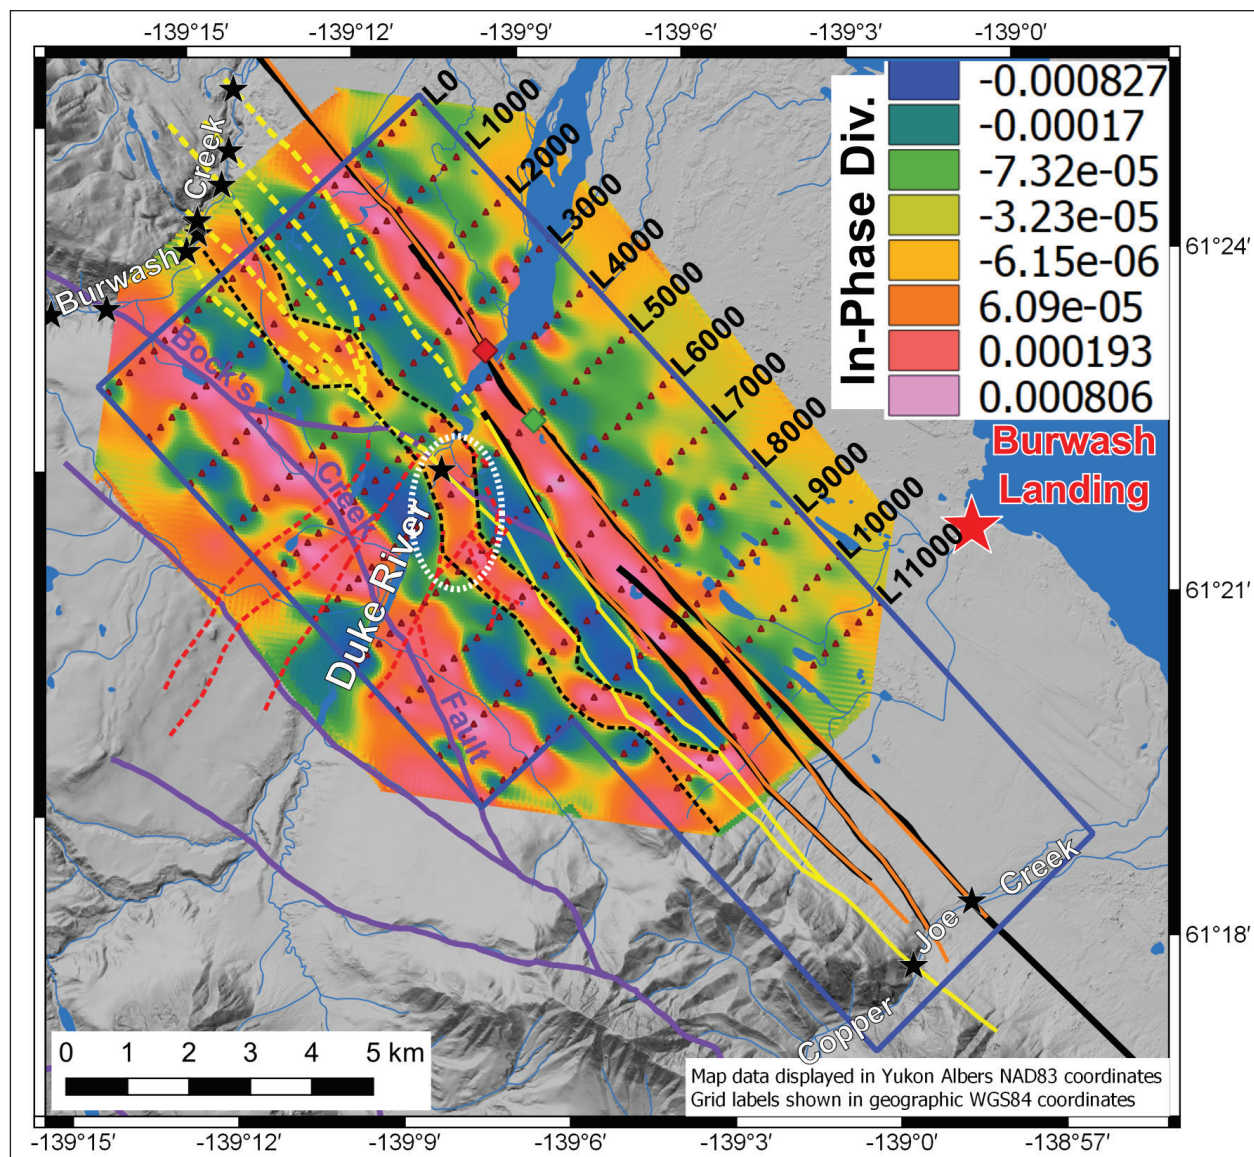 -139°15′ -139°12′ -139°9′ -139°6′ -139°3′ -139°0′
In-Phase Div.
-0.000827
-0.00017
-7.32e-05
-3.23e-05
-6.15e-06
6.09e-05
0.000193
0.000806
L0
L1000
L2000
L3000
L4000
L5000
L6000
L7000
L8000
L9000
L10000
L11000
Burwash Creek
Bock's Creek Fault
Duke River
Burwash
Landing
61°24′
61°21′
61°18′
Copper Joe Creek
0 1 2 3 4 5 km
Map data displayed in Yukon Albers NAD83 coordinates
Grid labels shown in geographic WGS84 coordinates
-139°15′ -139°12′ -139°9′ -139°6′ -139°3′ -139°0′ -138°57′